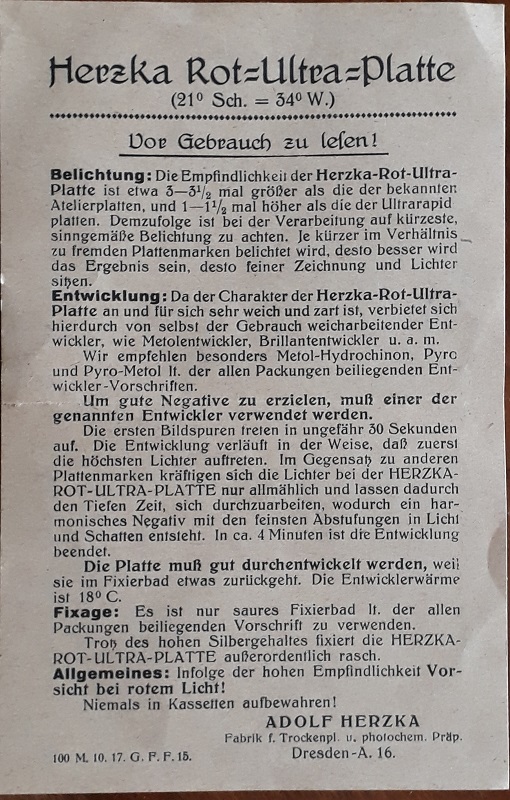 Herzka Rot=Ultra=Platte
(21⁰ Sch. = 34⁰ W.)
Vor Gebrauch zu lesen!
Belichtung: Die Empfindlichkeit der Herzka-Rot-Ultra-
Platte ist etwa 3—3¹/₂ mal größer als die der bekannten
Atelierplatten, und 1—1¹/₂ mal höher als die der Ultrarapid
platten. Demzufolge ist bei der Verarbeitung auf kürzeste,
sinngemäße Belichtung zu achten. Je kürzer im Verhältnis
zu fremden Plattenmarken belichtet wird, desto besser wird
das Ergebnis sein, desto feiner Zeichnung und Lichter
sitzen.
Entwicklung: Da der Charakter der Herzka-Rot-Ultra-
Platte an und für sich sehr weich und zart ist, verbietet sich
hierdurch von selbst der Gebrauch weicharbeitender Ent-
wickler, wie Metolentwickler, Brillantentwickler u. a. m.
Wir empfehlen besonders Metol-Hydrochinon, Pyro
und Pyro-Metol lt. der allen Packungen beiliegenden Ent-
wickler-Vorschriften.
Um gute Negative zu erzielen, muß einer der
genannten Entwickler verwendet werden.
Die ersten Bildspuren treten in ungefähr 30 Sekunden
auf. Die Entwicklung verläuft in der Weise, daß zuerst
die höchsten Lichter auftreten. Im Gegensatz zu anderen
Plattenmarken kräftigen sich die Lichter bei der HERZKA-
ROT-ULTRA-PLATTE nur allmählich und lassen dadurch
den Tiefen Zeit, sich durchzuarbeiten, wodurch ein har-
monisches Negativ mit den feinsten Abstufungen in Licht
und Schatten entsteht. In ca. 4 Minuten ist die Entwicklung
beendet.
Die Platte muß gut durchentwickelt werden, weil
sie im Fixierbad etwas zurückgeht. Die Entwicklerwärme
ist 18⁰ C.
Fixage: Es ist nur saures Fixierbad lt. der allen
Packungen beiliegenden Vorschrift zu verwenden.
Trotz des hohen Silbergehaltes fixiert die HERZKA-
ROT-ULTRA-PLATTE außerordentlich rasch.
Allgemeines: Infolge der hohen Empfindlichkeit Vor-
sicht bei rotem Licht!
Niemals in Kassetten aufbewahren!
ADOLF HERZKA
Fabrik f. Trockenpl. u. photochem. Präp.
Dresden-A. 16.
100 M. 10. 17. G. F. F. 15.